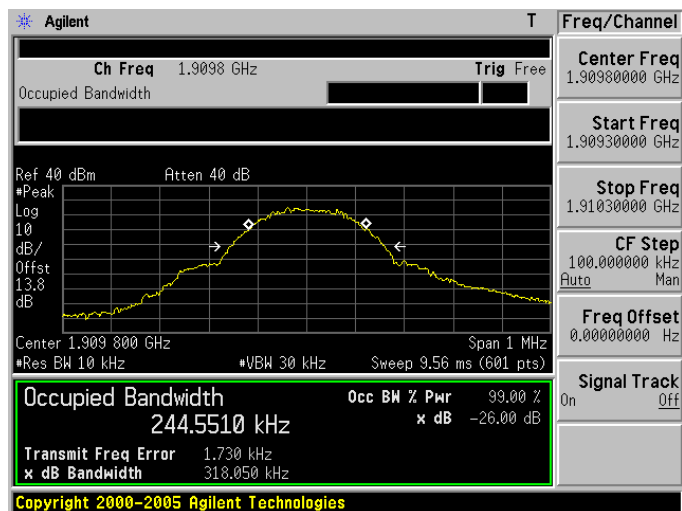 Agilent T Freq/Channel
Ch Freq 1.9098 GHz Trig Free
Occupied Bandwidth
Ref 40 dBm Atten 40 dB
#Peak
Log
10
dB/
Offst
13.8
dB
Center 1.909 800 GHz Span 1 MHz
#Res BW 10 kHz #VBW 30 kHz Sweep 9.56 ms (601 pts)
Occupied Bandwidth Occ BW % Pwr 99.00 %
244.5510 kHz x dB -26.00 dB
Transmit Freq Error 1.730 kHz
x dB Bandwidth 318.050 kHz
Copyright 2000-2005 Agilent Technologies
Center Freq
1.90980000 GHz
Start Freq
1.90930000 GHz
Stop Freq
1.91030000 GHz
CF Step
100.000000 kHz
Auto Man
Freq Offset
0.00000000 Hz
Signal Track
On Off